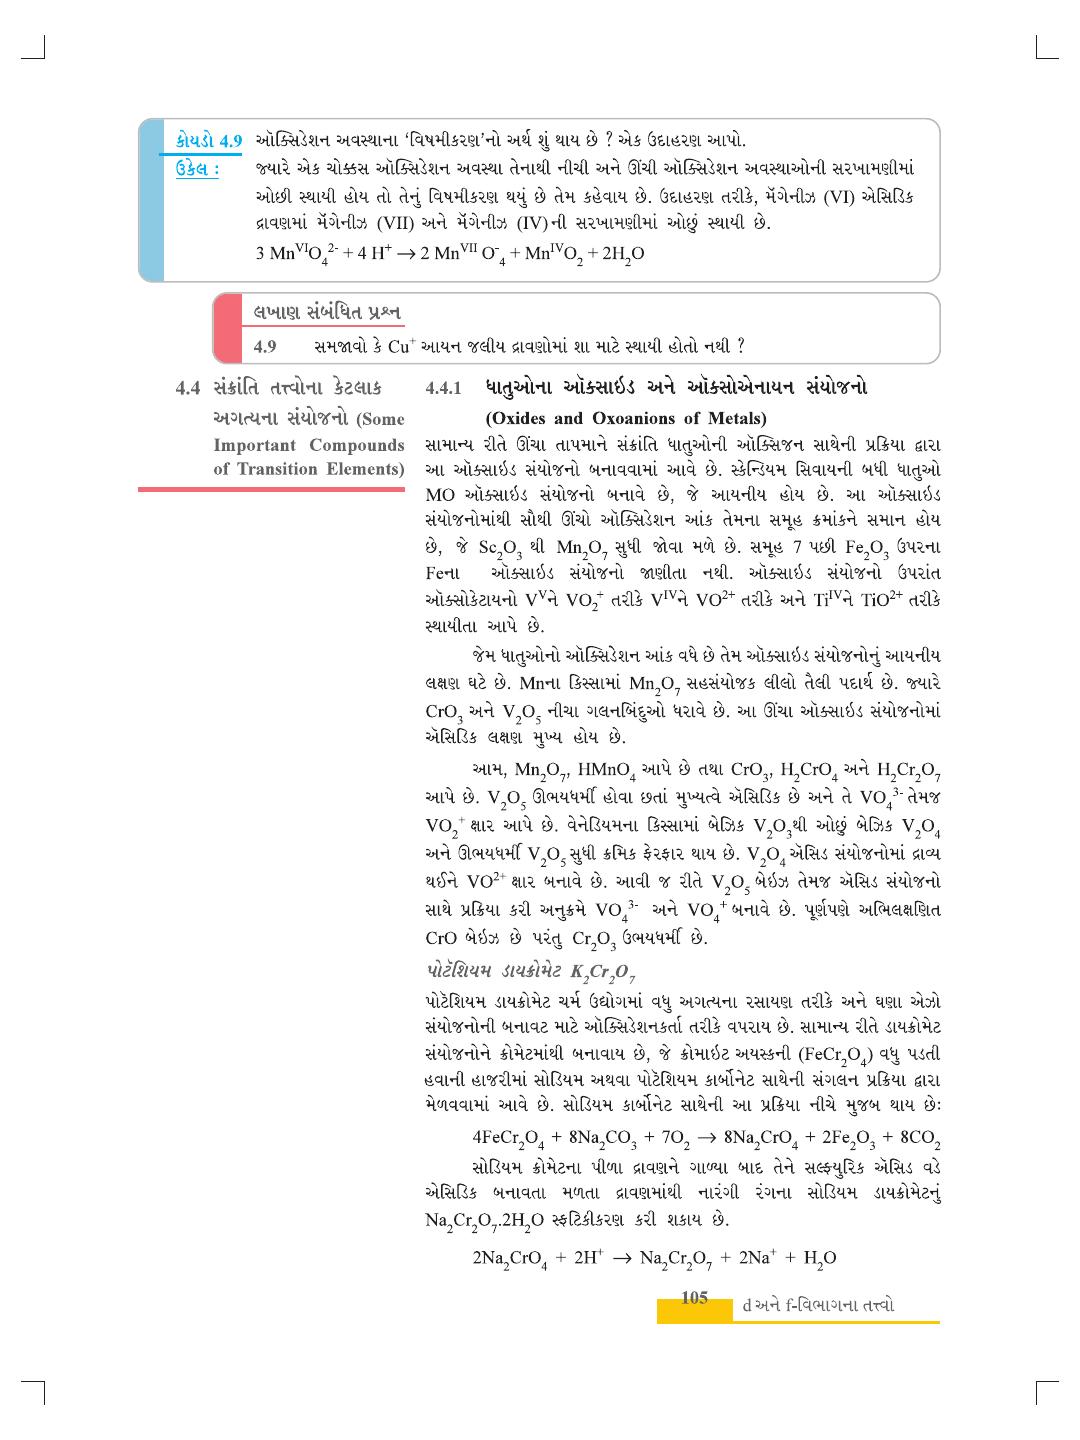 કોયડો 4.9 ઑક્સિડેશન અવસ્થાના ‘વિષમીકરણ’નો અર્થ શું થાય છે ? એક ઉદાહરણ આપો.
ઉકેલ : જ્યારે એક ચોક્કસ ઑક્સિડેશન અવસ્થા તેનાથી નીચી અને ઊંચી ઑક્સિડેશન અવસ્થાઓની સરખામણીમાં
ઓછી સ્થાયી હોય તો તેનું વિષમીકરણ થયું છે તેમ કહેવાય છે. ઉદાહરણ તરીકે, મેંગેનીઝ (VI) એસિડિક
દ્રાવણમાં મેંગેનીઝ (VII) અને મેંગેનીઝ (IV)ની સરખામણીમાં ઓછું સ્થાયી છે.
3 Mn^VI O₄²⁻ + 4 H⁺ → 2 Mn^VII O⁻₄ + Mn^IV O₂ + 2H₂O
લખાણ સંબંધિત પ્રશ્ન
4.9 સમજાવો કે Cu⁺ આયન જલીય દ્રાવણોમાં શા માટે સ્થાયી હોતો નથી ?
4.4 સંક્રાંતિ તત્ત્વોના કેટલાક
અગત્યના સંયોજનો (Some
Important Compounds
of Transition Elements)
4.4.1 ધાતુઓના ઑક્સાઇડ અને ઑક્સોએનાયન સંયોજનો
(Oxides and Oxoanions of Metals)
સામાન્ય રીતે ઊંચા તાપમાને સંક્રાંતિ ધાતુઓની ઑક્સિજન સાથેની પ્રક્રિયા દ્વારા
આ ઑક્સાઇડ સંયોજનો બનાવવામાં આવે છે. સ્કેન્ડિયમ સિવાયની બધી ધાતુઓ
MO ઑક્સાઇડ સંયોજનો બનાવે છે, જે આયનીય હોય છે. આ ઑક્સાઇડ
સંયોજનોમાંથી સૌથી ઊંચો ઑક્સિડેશન આંક તેમના સમૂહ ક્રમાંકને સમાન હોય
છે, જે Sc₂O₃ થી Mn₂O₇ સુધી જોવા મળે છે. સમૂહ 7 પછી Fe₂O₃ ઉપરના
Feના ઑક્સાઇડ સંયોજનો જાણીતા નથી. ઑક્સાઇડ સંયોજનો ઉપરાંત
ઑક્સોકેટાયનો V^V ને VO₂⁺ તરીકે V^IV ને VO²⁺ તરીકે અને Ti^IV ને TiO²⁺ તરીકે
સ્થાયીતા આપે છે.
જેમ ધાતુઓનો ઑક્સિડેશન આંક વધે છે તેમ ઑક્સાઇડ સંયોજનોનું આયનીય
લક્ષણ ઘટે છે. Mnના કિસ્સામાં Mn₂O₇ સહસંયોજક લીલો તૈલી પદાર્થ છે. જ્યારે
CrO₃ અને V₂O₅ નીચા ગલનબિંદુઓ ધરાવે છે. આ ઊંચા ઑક્સાઇડ સંયોજનોમાં
ઍસિડિક લક્ષણ મુખ્ય હોય છે.
આમ, Mn₂O₇, HMnO₄ આપે છે તથા CrO₃, H₂CrO₄ અને H₂Cr₂O₇
આપે છે. V₂O₅ ઊભયધર્મી હોવા છતાં મુખ્યત્વે ઍસિડિક છે અને તે VO₄³⁻ તેમજ
VO₂⁺ ક્ષાર આપે છે. વેનેડિયમના કિસ્સામાં બેઝિક V₂O₃થી ઓછું બેઝિક V₂O₄
અને ઊભયધર્મી V₂O₅ સુધી ક્રમિક ફેરફાર થાય છે. V₂O₄ ઍસિડ સંયોજનોમાં દ્રાવ્ય
થઈને VO²⁺ ક્ષાર બનાવે છે. આવી જ રીતે V₂O₅ બેઇઝ તેમજ ઍસિડ સંયોજનો
સાથે પ્રક્રિયા કરી અનુક્રમે VO₄³⁻ અને VO₄⁺ બનાવે છે. પૂર્ણપણે અભિલક્ષણિત
CrO બેઇઝ છે પરંતુ Cr₂O₃ ઉભયધર્મી છે.
પોટૅશિયમ ડાયક્રોમેટ K₂Cr₂O₇
પોટૅશિયમ ડાયક્રોમેટ ચર્મ ઉદ્યોગમાં વધુ અગત્યના રસાયણ તરીકે અને ઘણા એઝો
સંયોજનોની બનાવટ માટે ઑક્સિડેશનકર્તા તરીકે વપરાય છે. સામાન્ય રીતે ડાયક્રોમેટ
સંયોજનોને ક્રોમેટમાંથી બનાવાય છે, જે ક્રોમાઇટ અયસ્કની (FeCr₂O₄) વધુ પડતી
હવાની હાજરીમાં સોડિયમ અથવા પોટૅશિયમ કાર્બોનેટ સાથેની સંગલન પ્રક્રિયા દ્વારા
મેળવવામાં આવે છે. સોડિયમ કાર્બોનેટ સાથેની આ પ્રક્રિયા નીચે મુજબ થાય છેઃ
4FeCr₂O₄ + 8Na₂CO₃ + 7O₂ → 8Na₂CrO₄ + 2Fe₂O₃ + 8CO₂
સોડિયમ ક્રોમેટના પીળા દ્રાવણને ગાળ્યા બાદ તેને સલ્ફ્યુરિક ઍસિડ વડે
એસિડિક બનાવતા મળતા દ્રાવણમાંથી નારંગી રંગના સોડિયમ ડાયક્રોમેટનું
Na₂Cr₂O₇.2H₂O સ્ફટિકીકરણ કરી શકાય છે.
2Na₂CrO₄ + 2H⁺ → Na₂Cr₂O₇ + 2Na⁺ + H₂O
105 d અને f-વિભાગના તત્ત્વો